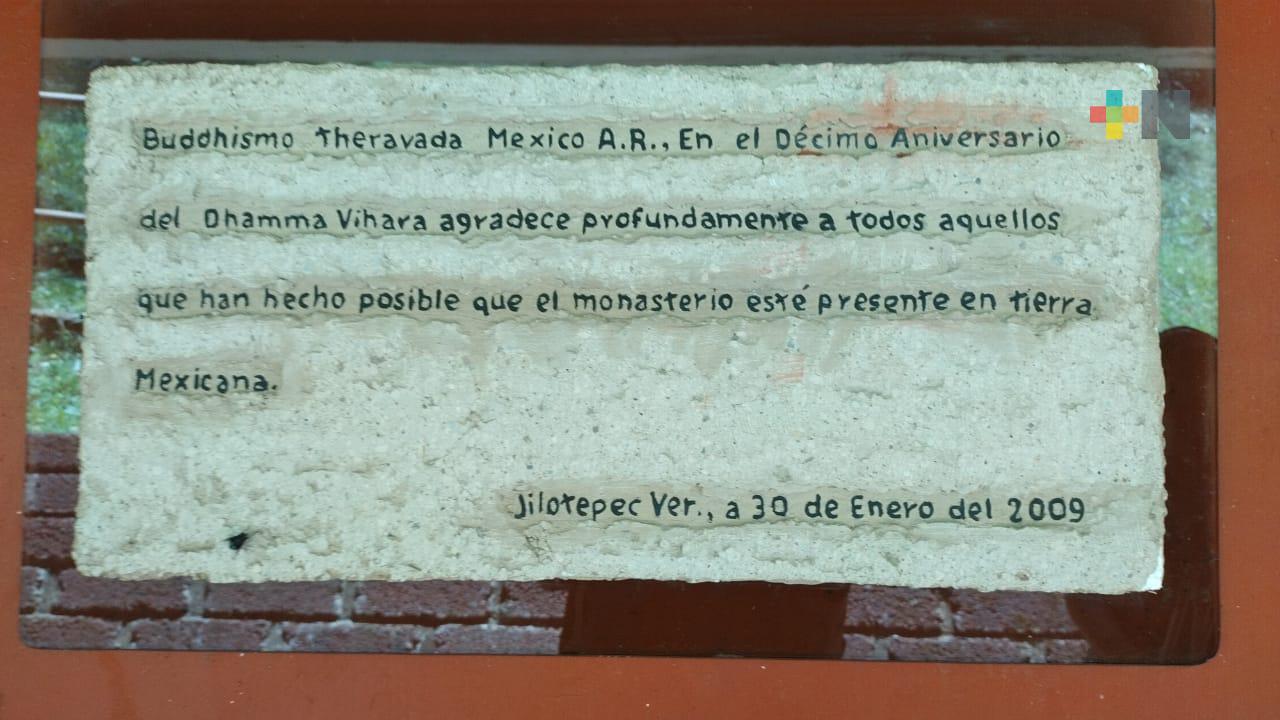 Buddhismo Theravada Mexico A.R., En el Décimo Aniversario
del Dhamma Vihara agradece profundamente a todos aquellos
que han hecho posible que el monasterio esté presente en tierra
Mexicana.
Jilotepec Ver., a 30 de Enero del 2009
+N